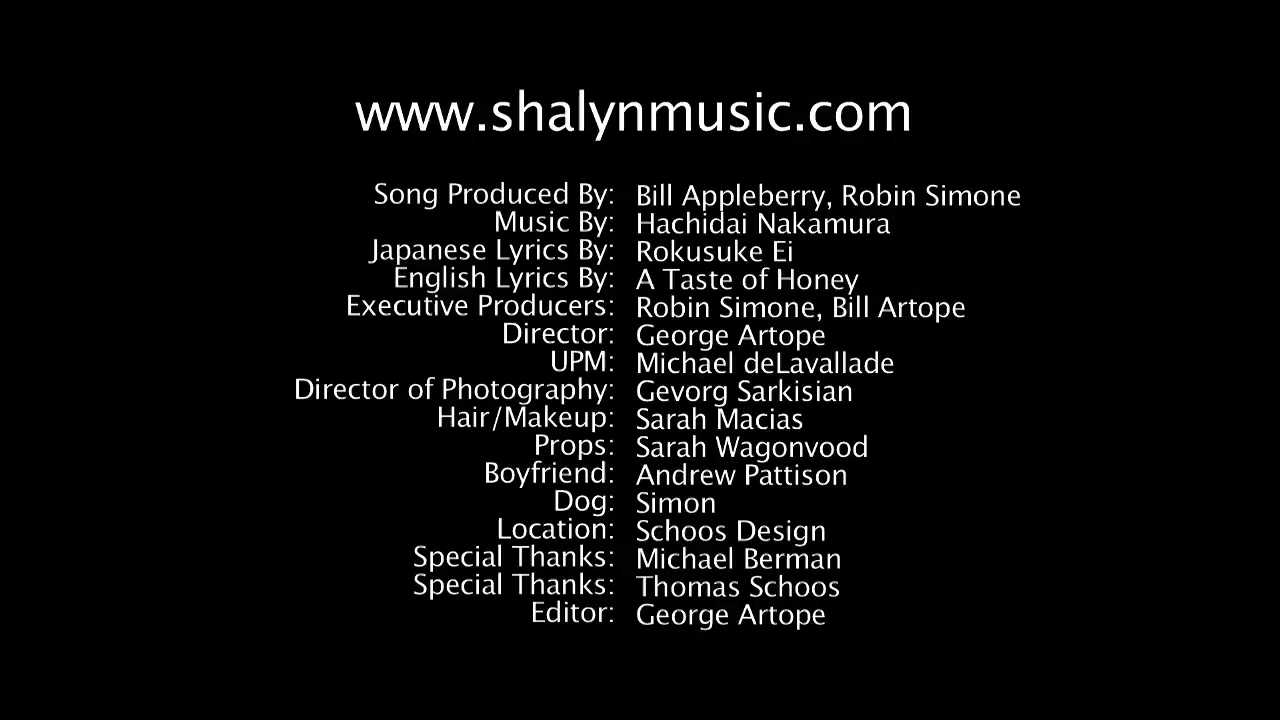 www.shalynmusic.com
Song Produced By: Bill Appleberry, Robin Simone
Music By: Hachidai Nakamura
Japanese Lyrics By: Rokusuke Ei
English Lyrics By: A Taste of Honey
Executive Producers: Robin Simone, Bill Artope
Director: George Artope
UPM: Michael deLavallade
Director of Photography: Gevorg Sarkisian
Hair/Makeup: Sarah Macias
Props: Sarah Wagonvood
Boyfriend: Andrew Pattison
Dog: Simon
Location: Schoos Design
Special Thanks: Michael Berman
Special Thanks: Thomas Schoos
Editor: George Artope